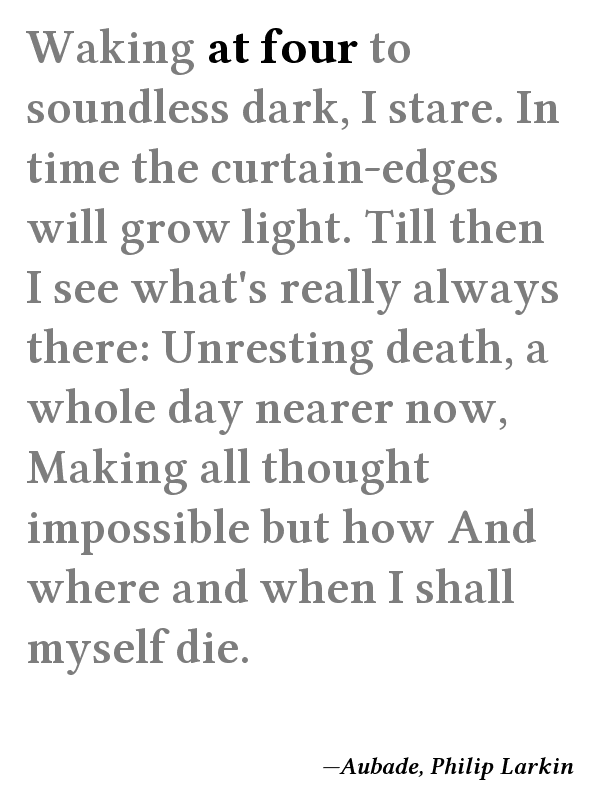 Waking at four to
soundless dark, I stare. In
time the curtain-edges
will grow light. Till then
I see what's really always
there: Unresting death, a
whole day nearer now,
Making all thought
impossible but how And
where and when I shall
myself die.
—Aubade, Philip Larkin